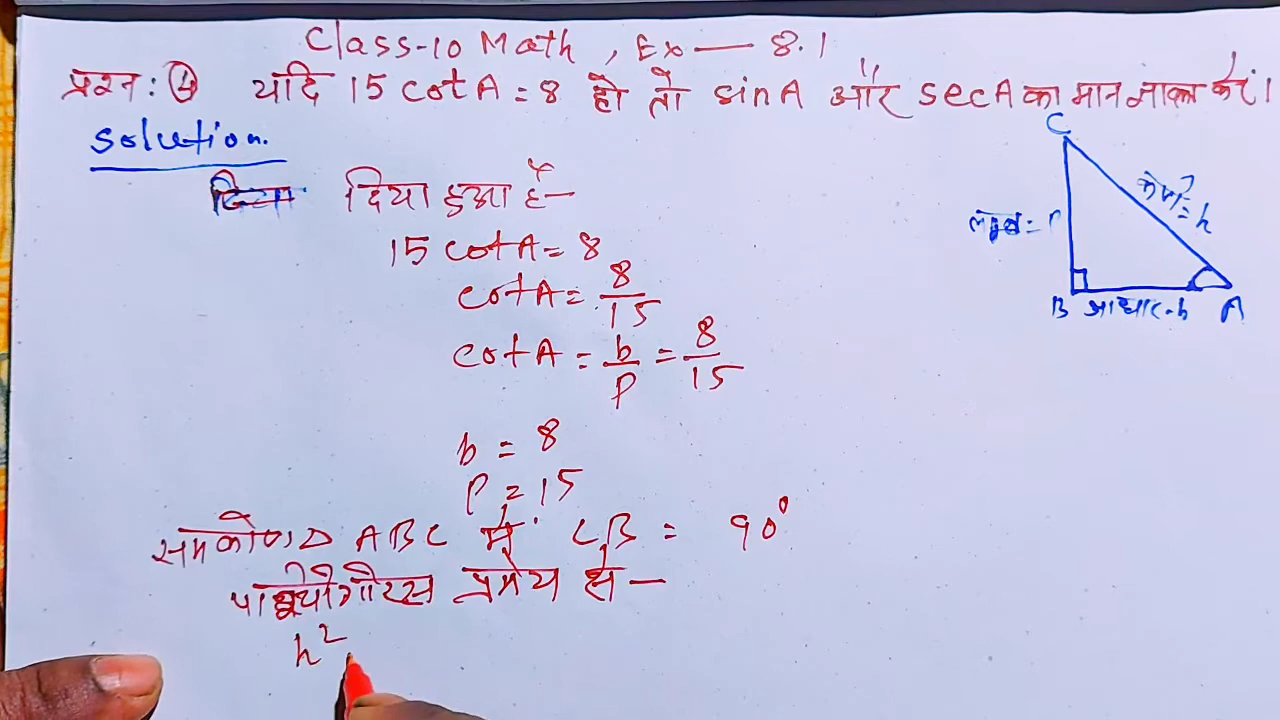 Class-10 Math, Ex — 8.1
प्रश्न: ④ यदि 15 cotA = 8 हो तो sinA और secA का मान ज्ञात करें।
Solution.
दिया हुआ है—
15 cotA = 8
cotA = 8/15
cotA = b/p = 8/15
b = 8
p = 15
समकोण △ ABC में ∠B = 90°
पाइथोगोरस प्रमेय से—
h²
C
कर्ण = h
लम्ब = P
B आधार = b A